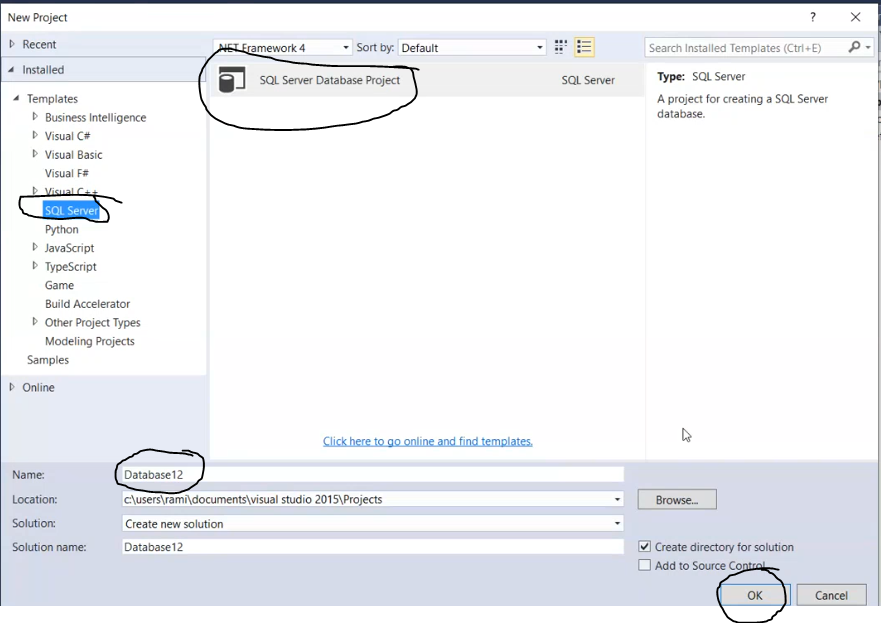 New Project
?
Recent
.NET Framework 4
Sort by:
Default
Search Installed Templates (Ctrl+E)
Installed
SQL Server Database Project
SQL Server
Type: SQL Server
A project for creating a SQL Server
database.
Templates
Business Intelligence
Visual C#
Visual Basic
Visual F#
Visual C++
SQL Server
Python
JavaScript
TypeScript
Game
Build Accelerator
Other Project Types
Modeling Projects
Samples
Online
Click here to go online and find templates.
Name:
Database12
Location:
c:\users\rami\documents\visual studio 2015\Projects
Browse...
Solution:
Create new solution
Solution name:
Database12
Create directory for solution
Add to Source Control
OK
Cancel